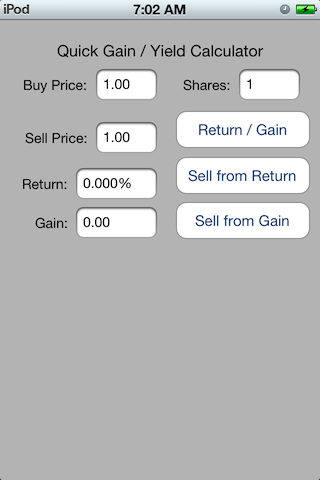 iPod 7:02 AM
Quick Gain / Yield Calculator
Buy Price: 1.00 Shares: 1
Sell Price: 1.00 Return / Gain
Return: 0.000% Sell from Return
Gain: 0.00 Sell from Gain